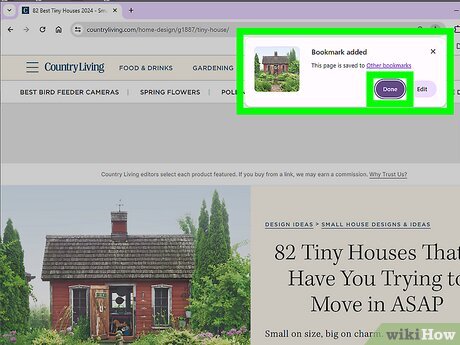 82 Best Tiny Houses 2024 - Sm
countryliving.com/home-design/g1887/tiny-house/
Bookmark added
This page is saved to Other bookmarks
Done
Edit
Country Living
FOOD & DRINKS
GARDENING
BEST BIRD FEEDER CAMERAS
SPRING FLOWERS
Country Living editors select each product featured. If you buy from a link, we may earn a commission. Why Trust Us?
DESIGN IDEAS > SMALL HOUSE DESIGNS & IDEAS
82 Tiny Houses That
Have You Trying to
Move in ASAP
Small on size, big on charm.
wikiHow